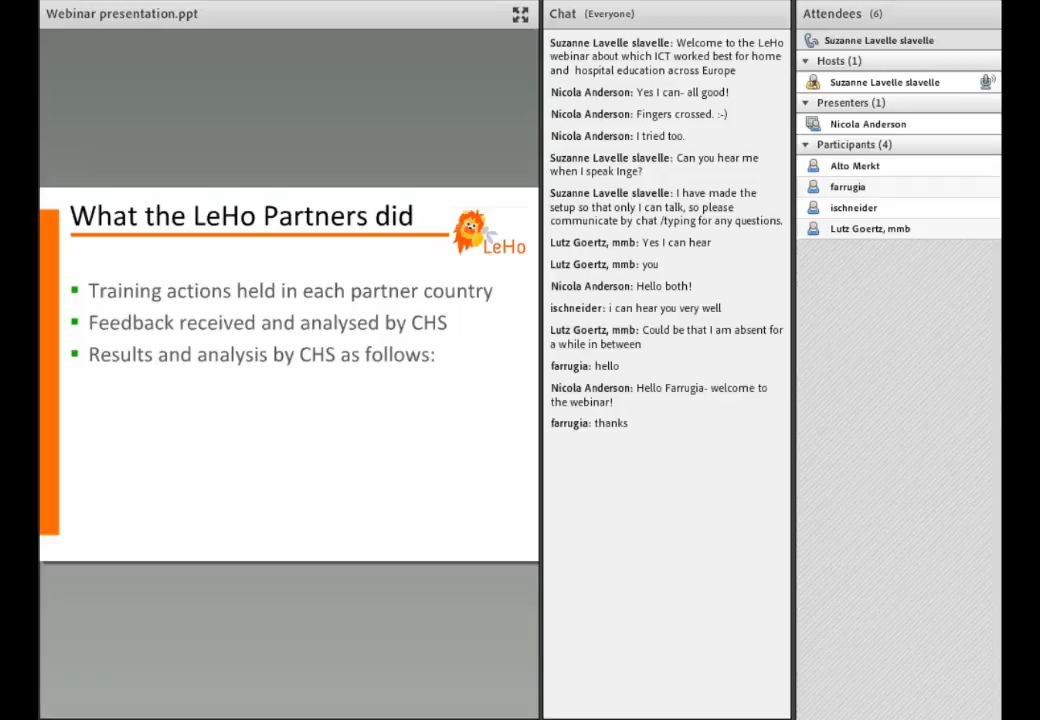 Webinar presentation.ppt
What the LeHo Partners did
LeHo
Training actions held in each partner country
Feedback received and analysed by CHS
Results and analysis by CHS as follows:
Chat (Everyone)
Suzanne Lavelle slavelle: Welcome to the LeHo
webinar about which ICT worked best for home
and hospital education across Europe
Nicola Anderson: Yes I can- all good!
Nicola Anderson: Fingers crossed. :-)
Nicola Anderson: I tried too.
Suzanne Lavelle slavelle: Can you hear me
when I speak Inge?
Suzanne Lavelle slavelle: I have made the
setup so that only I can talk, so please
communicate by chat /typing for any questions.
Lutz Goertz, mmb: Yes I can hear
Lutz Goertz, mmb: you
Nicola Anderson: Hello both!
ischneider: i can hear you very well
Lutz Goertz, mmb: Could be that I am absent for
a while in between
farrugia: hello
Nicola Anderson: Hello Farrugia- welcome to
the webinar!
farrugia: thanks
Attendees (6)
Suzanne Lavelle slavelle
Hosts (1)
Suzanne Lavelle slavelle
Presenters (1)
Nicola Anderson
Participants (4)
Alto Merkt
farrugia
ischneider
Lutz Goertz, mmb